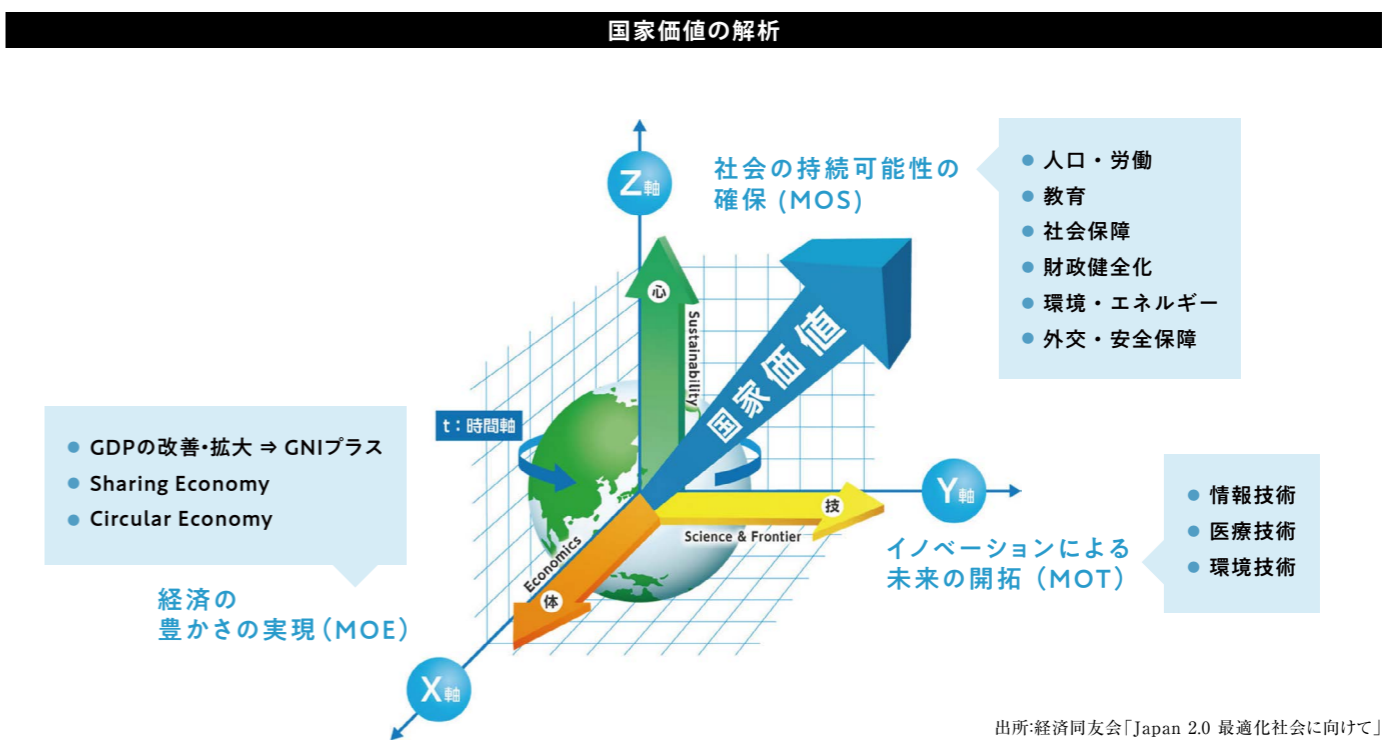 国家価値の解析
Z軸
社会の持続可能性の
確保 (MOS)
● 人口・労働
● 教育
● 社会保障
● 財政健全化
● 環境・エネルギー
● 外交・安全保障
心
Sustainability
国家価値
t：時間軸
● GDPの改善・拡大 ⇒ GNIプラス
● Sharing Economy
● Circular Economy
経済の
豊かさの実現（MOE）
Y軸
技
Science & Frontier
イノベーションによる
未来の開拓（MOT）
● 情報技術
● 医療技術
● 環境技術
Economics
体
X軸
出所:経済同友会「Japan 2.0 最適化社会に向けて」